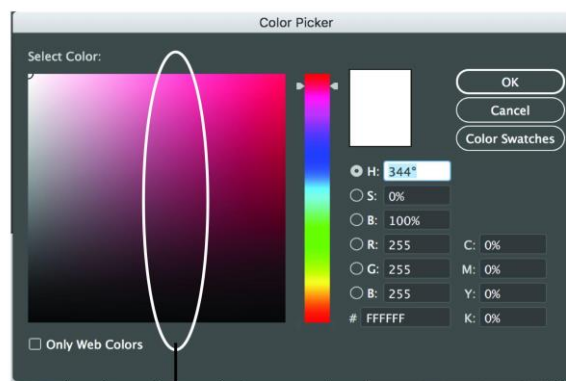 Color Picker
Select Color:
OK
Cancel
Color Swatches
H: 344°
S: 0%
B: 100%
R: 255 C: 0%
G: 255 M: 0%
B: 255 Y: 0%
# FFFFFF K: 0%
Only Web Colors